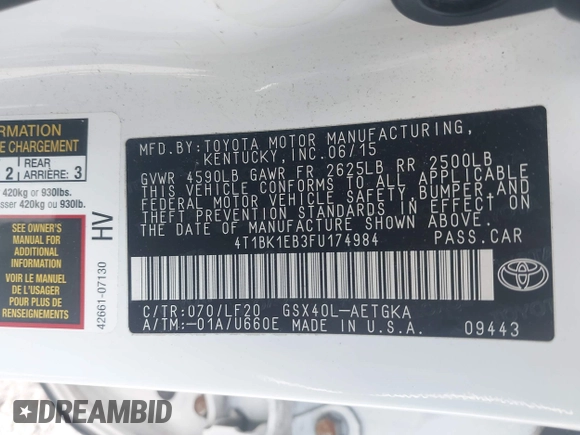 ORMATION
E CHARGEMENT
2 REAR ARRIÈRE: 3
420kg or 930lbs.
sser 420kg ou 930lb.
SEE OWNER'S
MANUAL FOR
ADDITIONAL
INFORMATION
VOIR LE MANUEL
DE L'USAGER
POUR PLUS DE
RENSEIGNEMENTS
HV
42661-07130
MFD.BY:TOYOTA MOTOR MANUFACTURING,
KENTUCKY, INC.06/15
GVWR 4590LB GAWR FR 2625LB RR 2500LB
THIS VEHICLE CONFORMS TO ALL APPLICABLE
FEDERAL MOTOR VEHICLE SAFETY, BUMPER, AND
THEFT PREVENTION STANDARDS IN EFFECT ON
THE DATE OF MANUFACTURE SHOWN ABOVE.
4T1BK1EB3FU174984 PASS.CAR
TOYOTA
C/TR:070/LF20 GSX40L-AETGKA
A/TM:-01A/U660E MADE IN U.S.A. 09443
DREAMBID